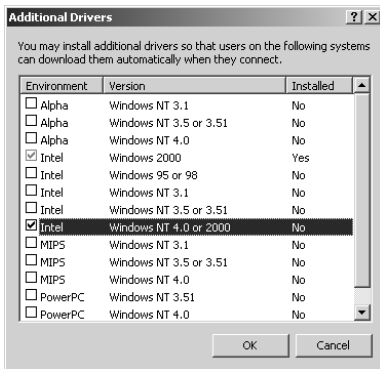 Additional Drivers
You may install additional drivers so that users on the following systems
can download them automatically when they connect.
Environment Version Installed
Alpha Windows NT 3.1 No
Alpha Windows NT 3.5 or 3.51 No
Alpha Windows NT 4.0 No
Intel Windows 2000 Yes
Intel Windows 95 or 98 No
Intel Windows NT 3.1 No
Intel Windows NT 3.5 or 3.51 No
Intel Windows NT 4.0 or 2000 No
MIPS Windows NT 3.1 No
MIPS Windows NT 3.5 or 3.51 No
MIPS Windows NT 4.0 No
PowerPC Windows NT 3.51 No
PowerPC Windows NT 4.0 No
OK Cancel